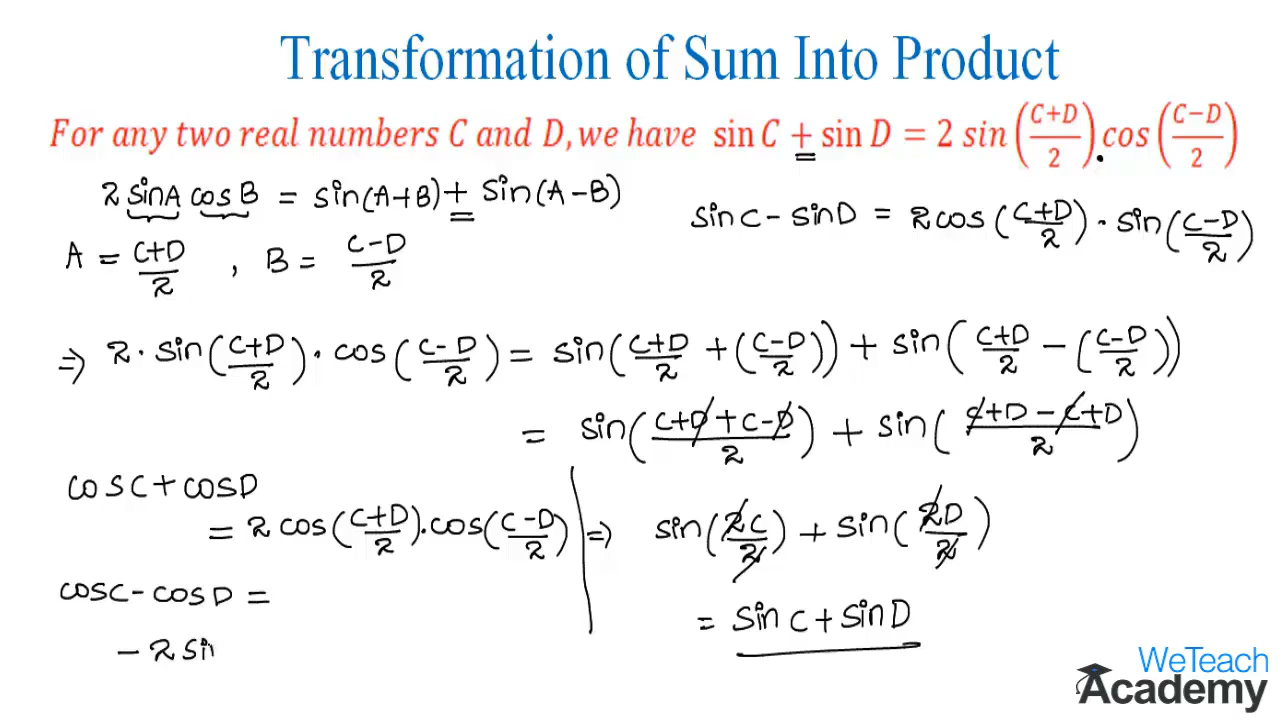 Transformation of Sum Into Product
For any two real numbers C and D, we have sin C + sin D = 2 sin ((C+D)/2) . cos ((C−D)/2)
2 sinA cosB = sin(A+B) + sin(A−B)
sinC − sinD = 2cos((C+D)/2) · sin((C−D)/2)
A = (C+D)/2 , B = (C−D)/2
⇒ 2 · sin((C+D)/2) · cos((C−D)/2) = sin((C+D)/2 + ((C−D)/2)) + sin((C+D)/2 − ((C−D)/2))
= sin((C+D+C−D)/2) + sin((C+D−C+D)/2)
cosC + cosD
= 2 cos((C+D)/2) . cos((C−D)/2)
⇒ sin(2C/2) + sin(2D/2)
cosC − cosD =
− 2 sin
= sinC + sinD
WeTeach
Academy